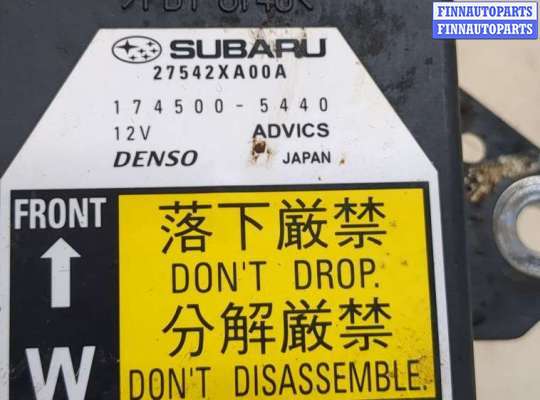 FINNAUTOPARTS
FINNAUTOPARTS
SUBARU
27542XA00A
174500-5440
12V ADVICS
DENSO JAPAN
FRONT
落下厳禁
DON'T DROP.
分解厳禁
W
DON'T DISASSEMBLE.